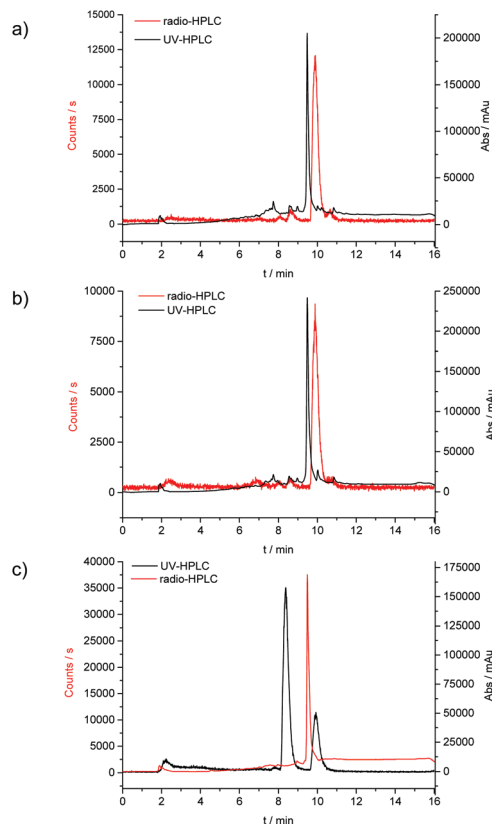 a)
radio-HPLC
UV-HPLC
Counts / s
Abs / mAu
15000
12500
10000
7500
5000
2500
0
200000
150000
100000
50000
0
0 2 4 6 8 10 12 14 16
t / min
b)
radio-HPLC
UV-HPLC
Counts / s
Abs / mAu
10000
7500
5000
2500
0
250000
200000
150000
100000
50000
0
0 2 4 6 8 10 12 14 16
t / min
c)
UV-HPLC
radio-HPLC
Counts / s
Abs / mAu
40000
35000
30000
25000
20000
15000
10000
5000
0
175000
150000
125000
100000
75000
50000
25000
0
0 2 4 6 8 10 12 14 16
t / min